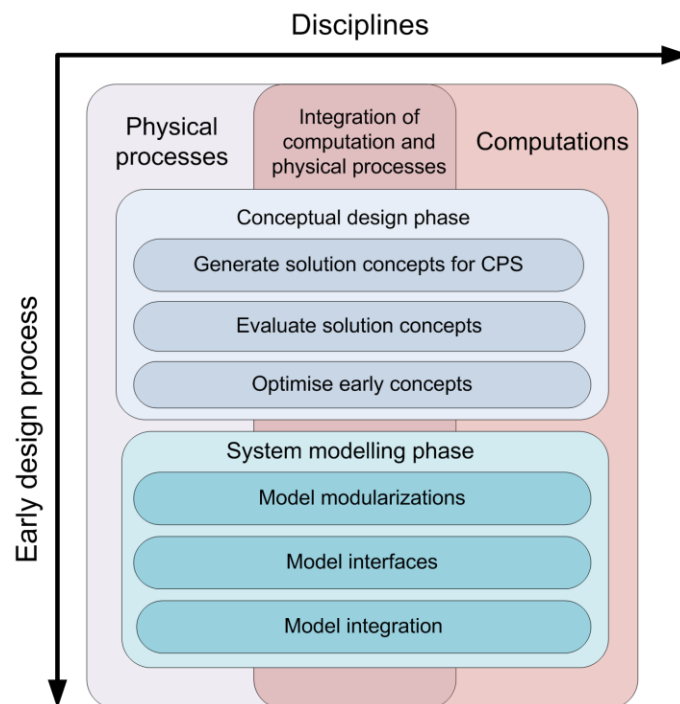 Disciplines
Early design process
Physical
processes
Integration of
computation and
physical processes
Computations
Conceptual design phase
Generate solution concepts for CPS
Evaluate solution concepts
Optimise early concepts
System modelling phase
Model modularizations
Model interfaces
Model integration